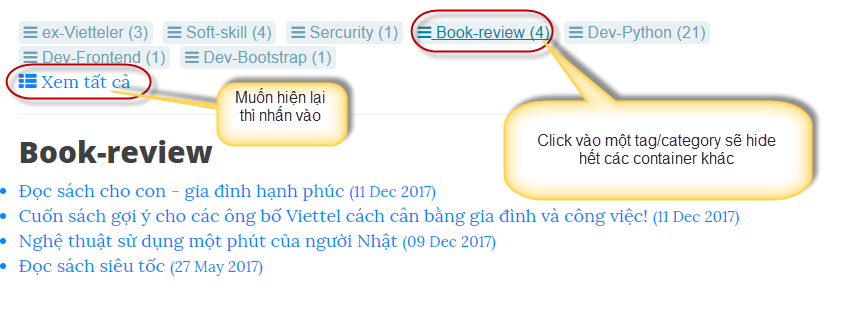 ex-Vietteler (3) Soft-skill (4) Sercurity (1) Book-review (4) Dev-Python (21)
Dev-Frontend (1) Dev-Bootstrap (1)
Xem tất cả
Muốn hiện lại
thì nhấn vào
Click vào một tag/category sẽ hide
hết các container khác
Book-review
Đọc sách cho con - gia đình hạnh phúc (11 Dec 2017)
Cuốn sách gợi ý cho các ông bố Viettel cách cân bằng gia đình và công việc! (11 Dec 2017)
Nghệ thuật sử dụng một phút của người Nhật (09 Dec 2017)
Đọc sách siêu tốc (27 May 2017)